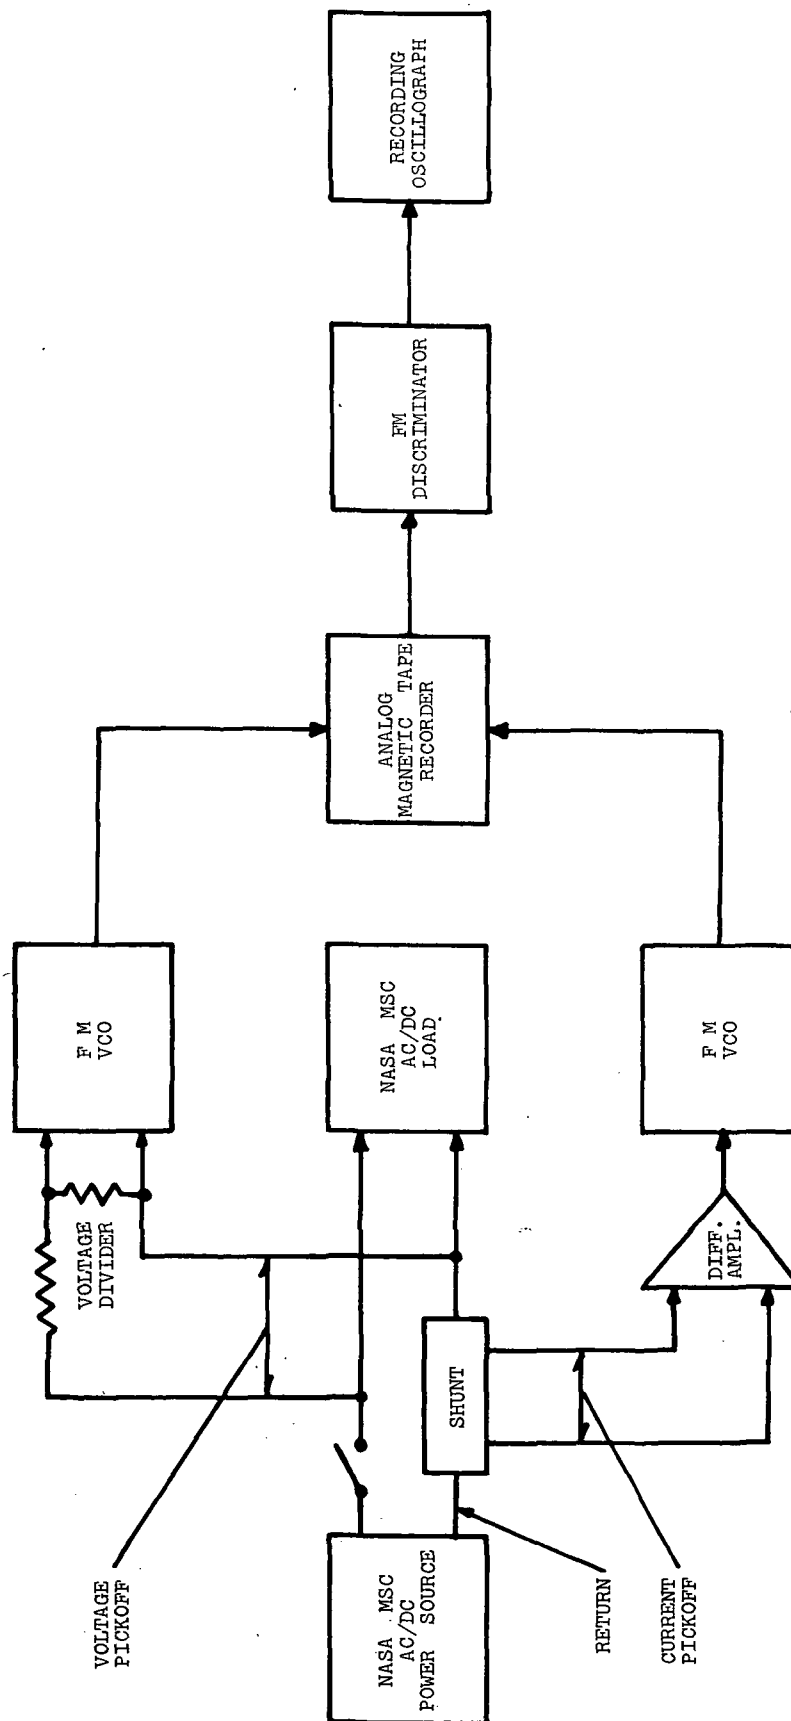 NASA MSC
AC/DC
POWER SOURCE
VOLTAGE
PICKOFF
RETURN
CURRENT
PICKOFF
SHUNT
VOLTAGE
DIVIDER
DIFF.
AMPL.
F M
VCO
NASA MSC
AC/DC
LOAD
F M
VCO
ANALOG
MAGNETIC TAPE
RECORDER
FM
DISCRIMINATOR
RECORDING
OSCILLOGRAPH